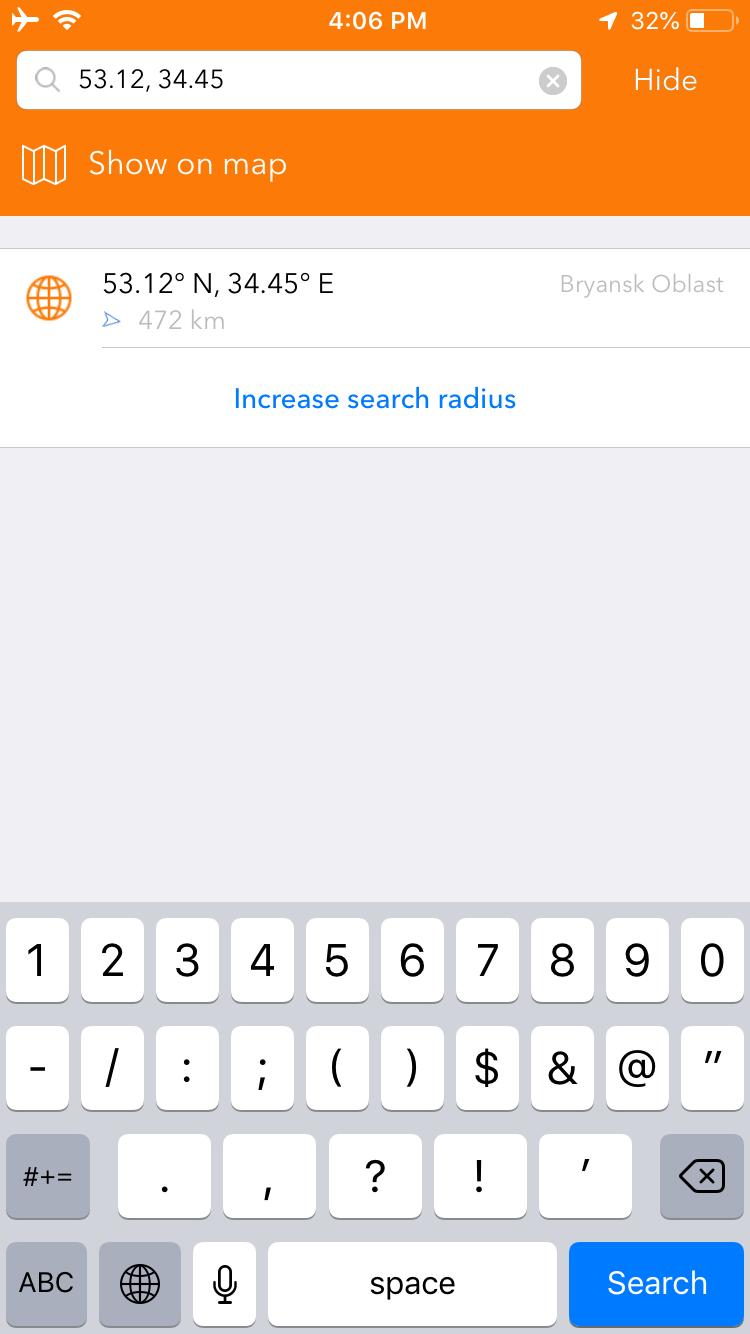 4:06 PM
32%
53.12, 34.45
Hide
Show on map
53.12° N, 34.45° E
Bryansk Oblast
472 km
Increase search radius
1 2 3 4 5 6 7 8 9 0
- / : ; ( ) $ & @ "
#+= . , ? ! '
ABC space Search